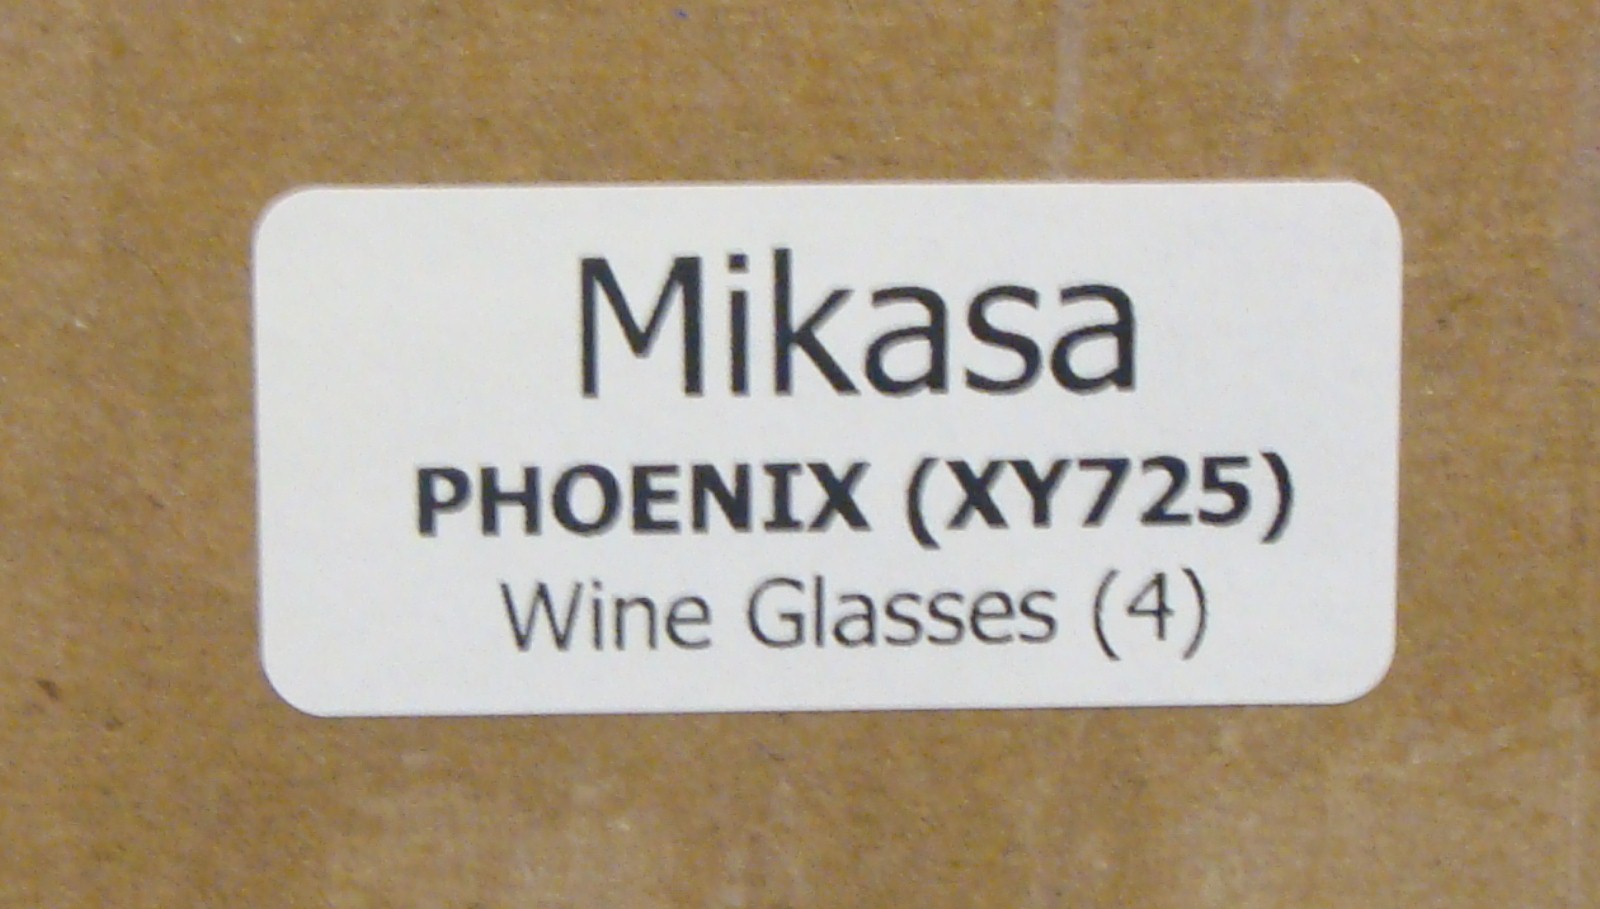 Mikasa
PHOENIX (XY725)
Wine Glasses (4)